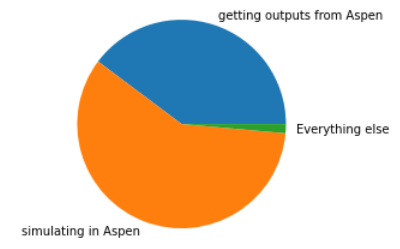 getting outputs from Aspen
Everything else
simulating in Aspen